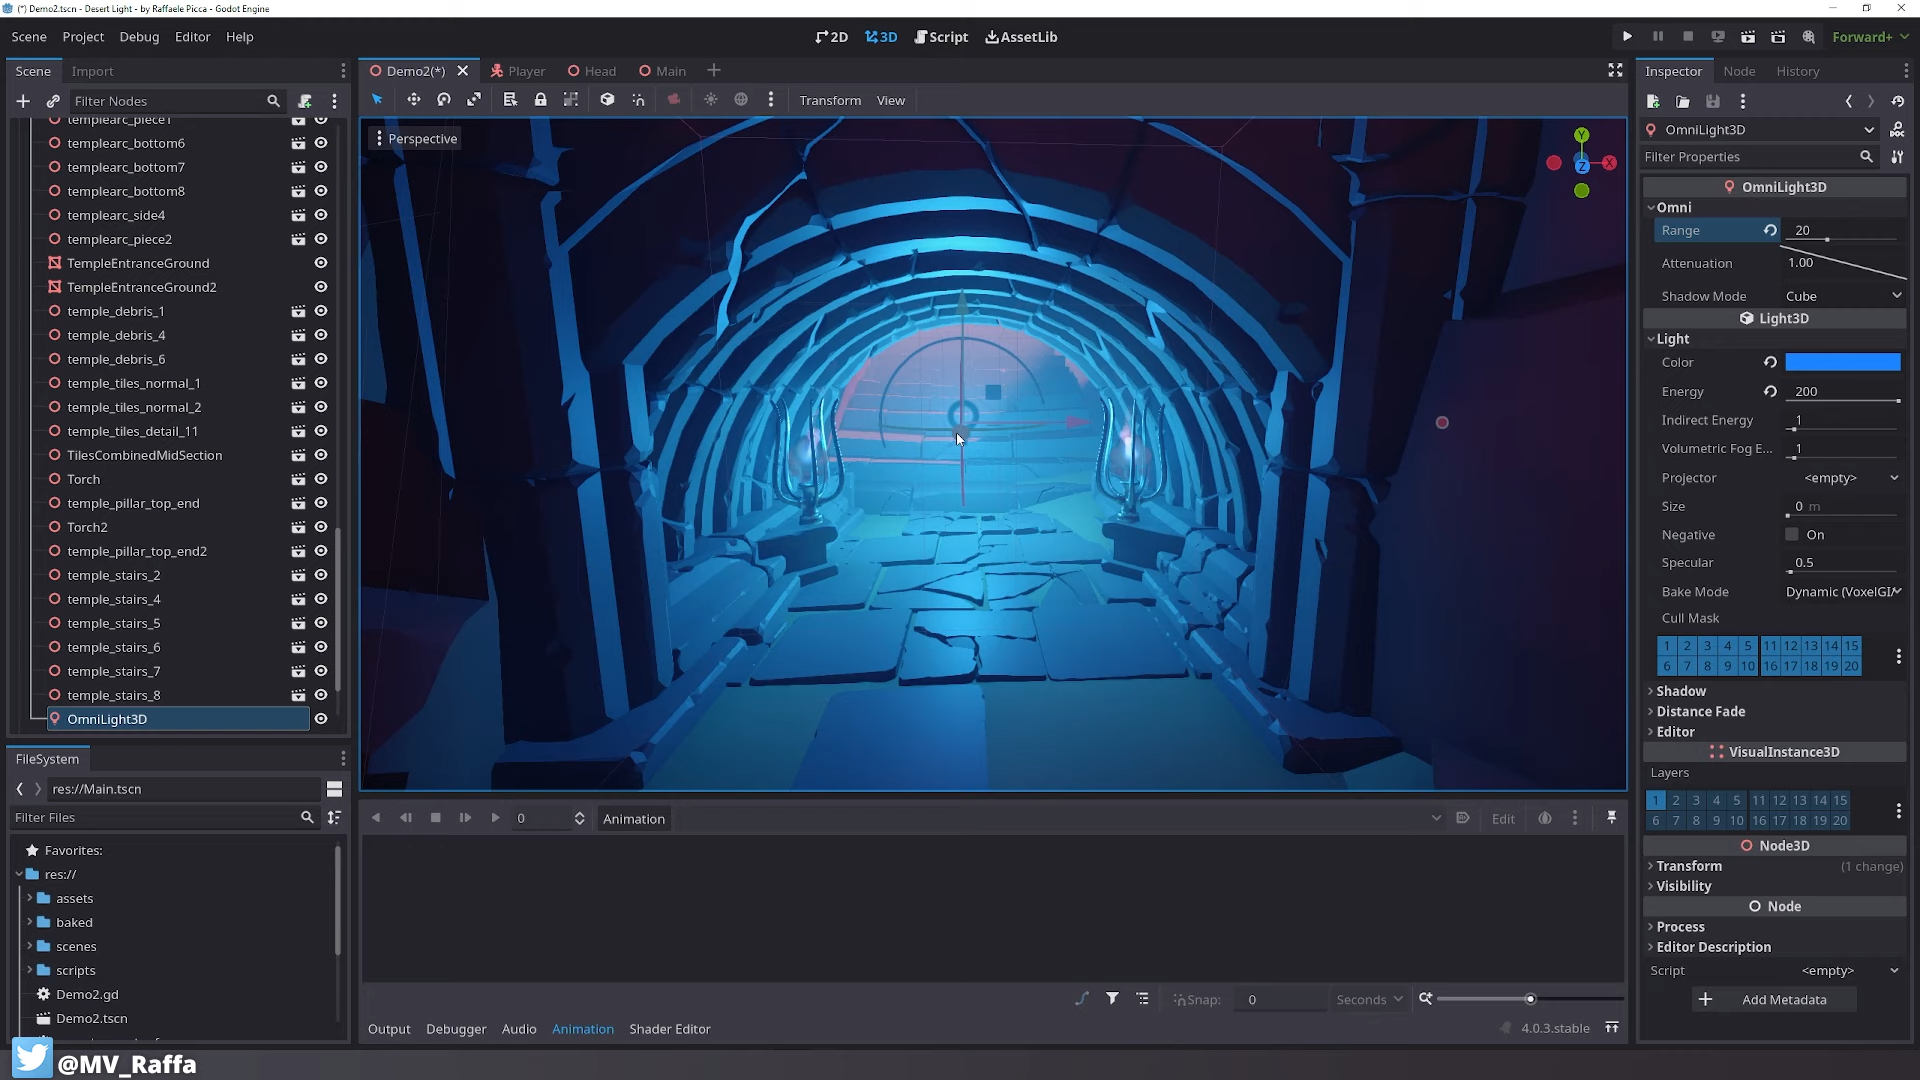 (*) Demo2.tscn - Desert Light - by Raffaele Picca - Godot Engine
Scene Project Debug Editor Help
2D 3D Script AssetLib
Forward+
Scene Import
Filter Nodes
templearc_piece1
templearc_bottom6
templearc_bottom7
templearc_bottom8
templearc_side4
templearc_piece2
TempleEntranceGround
TempleEntranceGround2
temple_debris_1
temple_debris_4
temple_debris_6
temple_tiles_normal_1
temple_tiles_normal_2
temple_tiles_detail_11
TilesCombinedMidSection
Torch
temple_pillar_top_end
Torch2
temple_pillar_top_end2
temple_stairs_2
temple_stairs_4
temple_stairs_5
temple_stairs_6
temple_stairs_7
temple_stairs_8
OmniLight3D
FileSystem
res://Main.tscn
Filter Files
Favorites:
res://
assets
baked
scenes
scripts
Demo2.gd
Demo2.tscn
@MV_Raffa
Demo2(*) Player Head Main
Transform View
Perspective
Y
X
Z
0 Animation
Edit
Snap: 0 Seconds
Output Debugger Audio Animation Shader Editor
4.0.3.stable
Inspector Node History
OmniLight3D
Filter Properties
OmniLight3D
Omni
Range 20
Attenuation 1.00
Shadow Mode Cube
Light3D
Light
Color
Energy 200
Indirect Energy 1
Volumetric Fog E... 1
Projector <empty>
Size 0 m
Negative On
Specular 0.5
Bake Mode Dynamic (VoxelGI/
Cull Mask
1 2 3 4 5 11 12 13 14 15
6 7 8 9 10 16 17 18 19 20
Shadow
Distance Fade
Editor
VisualInstance3D
Layers
1 2 3 4 5 11 12 13 14 15
6 7 8 9 10 16 17 18 19 20
Node3D
Transform (1 change)
Visibility
Node
Process
Editor Description
Script <empty>
Add Metadata